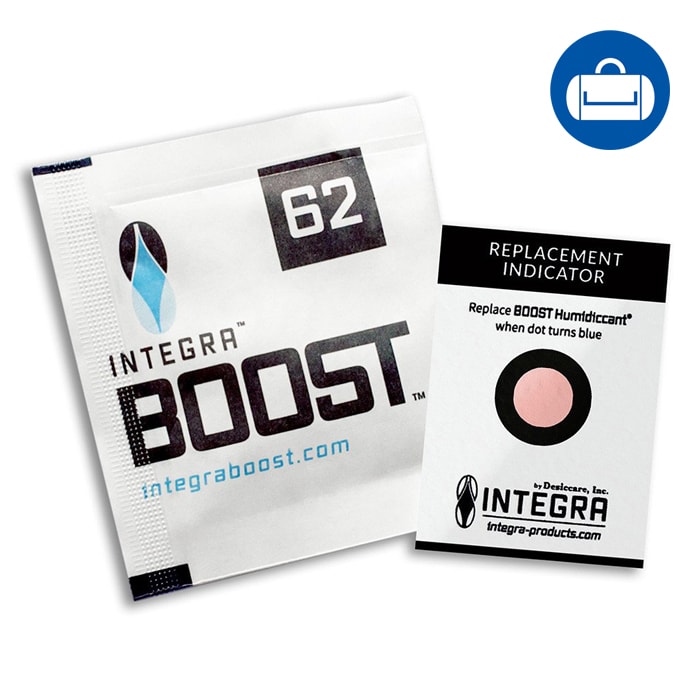 62
INTEGRA™
BOOST™
integraboost.com
REPLACEMENT
INDICATOR
Replace BOOST Humidiccant®
when dot turns blue
by Desiccare, Inc.
INTEGRA
integra-products.com